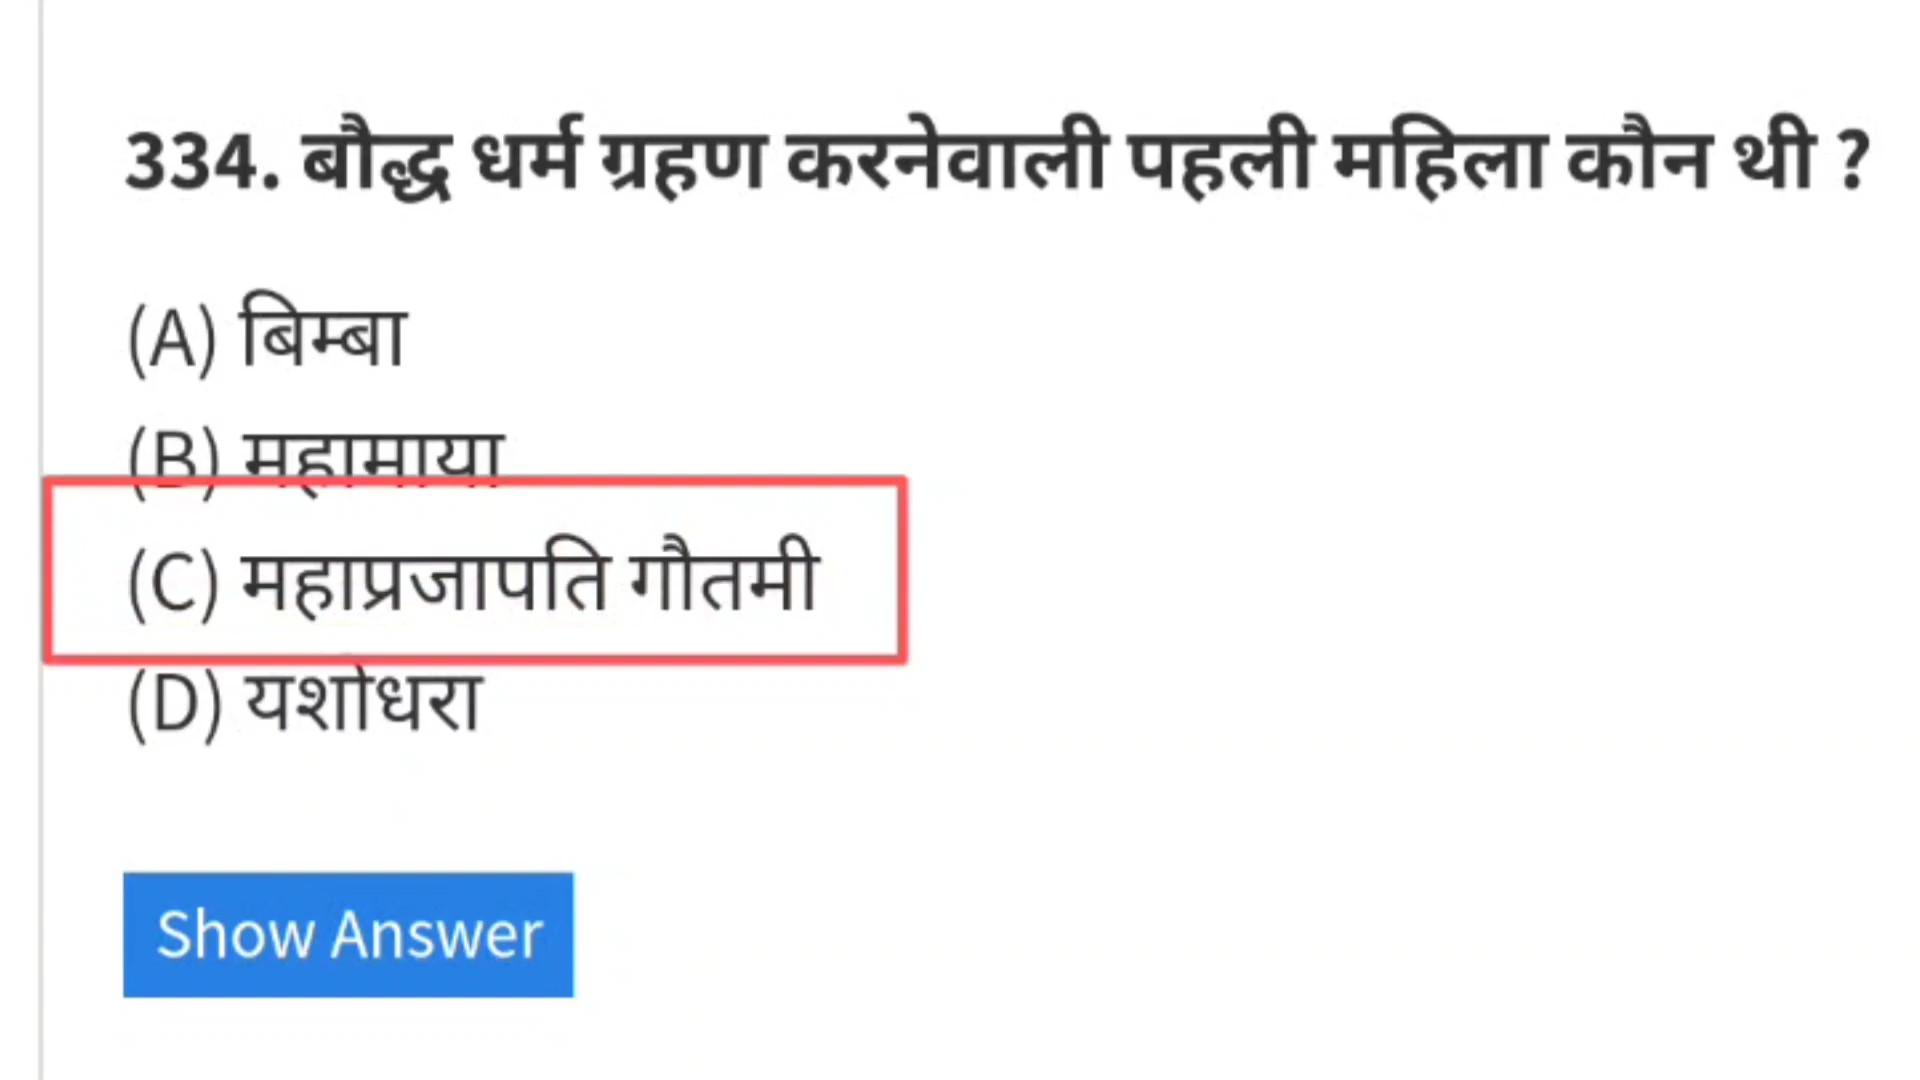 334. बौद्ध धर्म ग्रहण करनेवाली पहली महिला कौन थी ?
(A) बिम्बा
(B) महामाया
(C) महाप्रजापति गौतमी
(D) यशोधरा
Show Answer